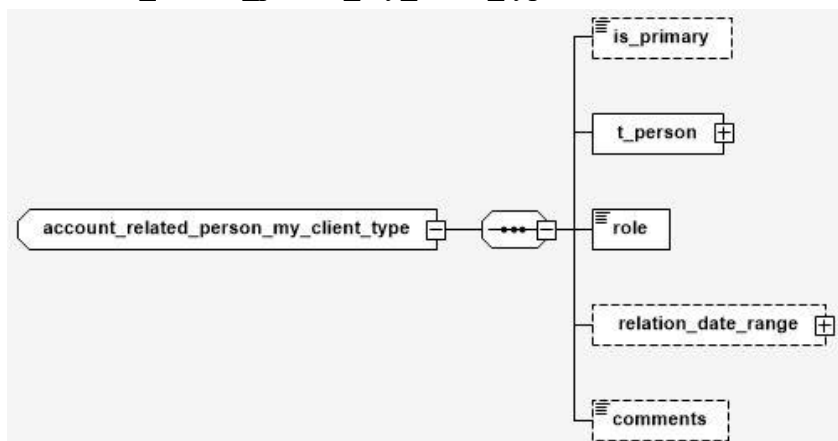 is_primary
t_person
account_related_person_my_client_type
role
relation_date_range
comments